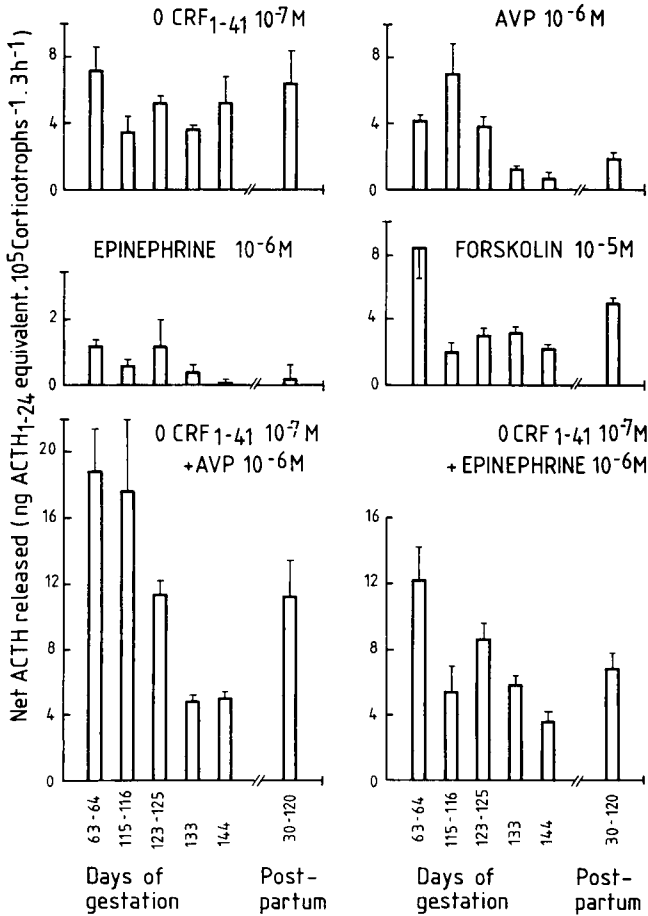 O CRF1-41 10-7M
AVP 10-6M
8
4
0
8
4
0
EPINEPHRINE 10-6M
FORSKOLIN 10-5M
2
0
8
4
0
O CRF1-41 10-7M
+AVP 10-6M
O CRF1-41 10-7M
+ EPINEPHRINE 10-6M
20
16
12
8
4
0
16
12
8
4
0
Net ACTH released (ng ACTH1-24 equivalent. 105Corticotrophs-1. 3h-1)
63-64
115-116
123-125
133
144
30-120
63-64
115-116
123-125
133
144
30-120
Days of
gestation
Post-
partum
Days of
gestation
Post-
partum